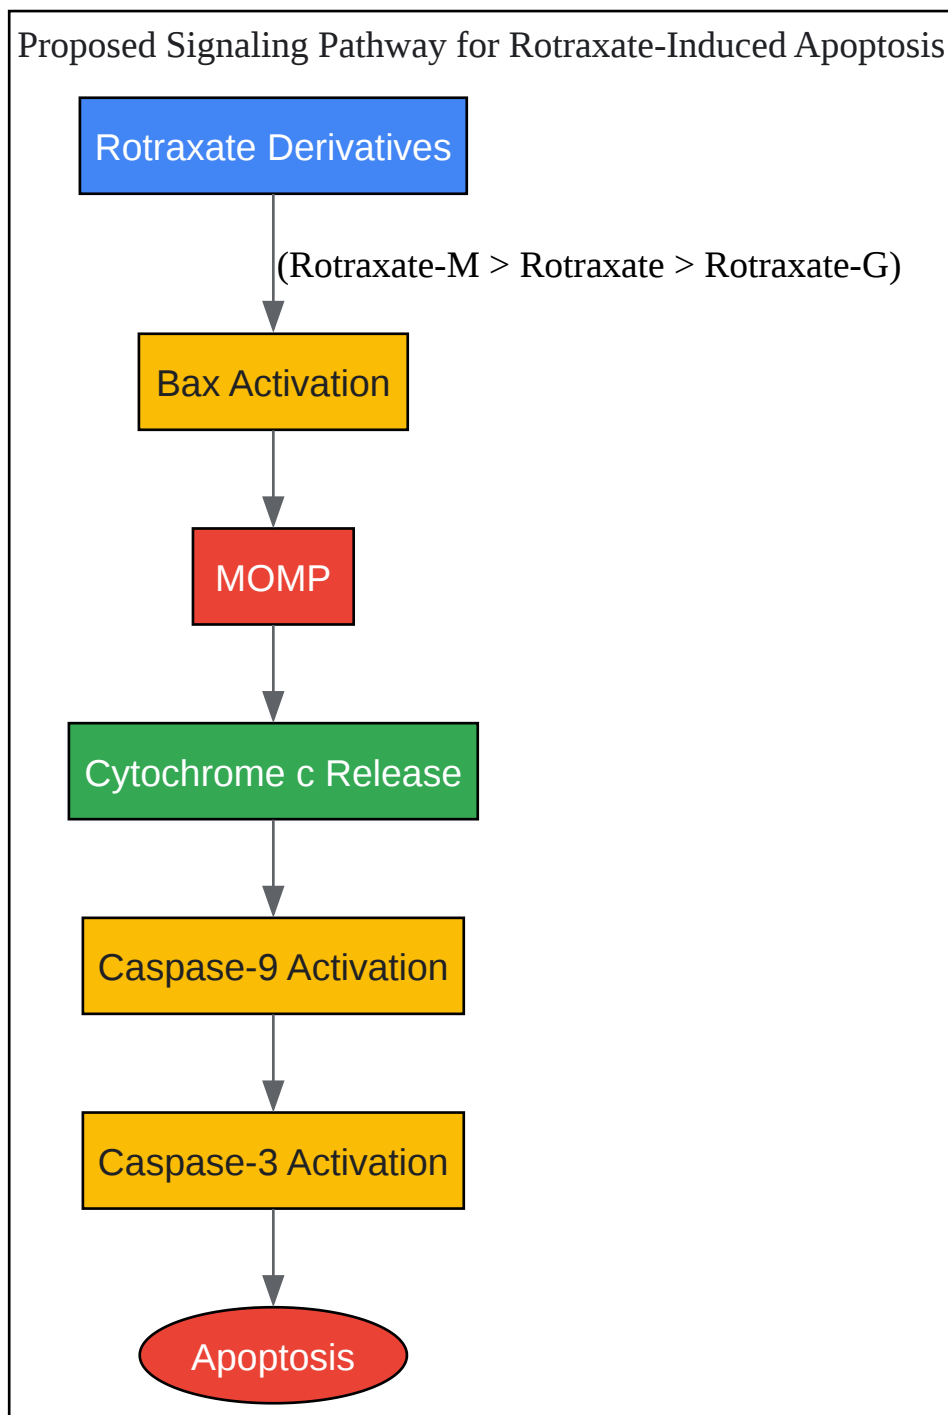 Proposed Signaling Pathway for Rotraxate-Induced Apoptosis
Rotraxate Derivatives
(Rotraxate-M > Rotraxate > Rotraxate-G)
Bax Activation
MOMP
Cytochrome c Release
Caspase-9 Activation
Caspase-3 Activation
Apoptosis